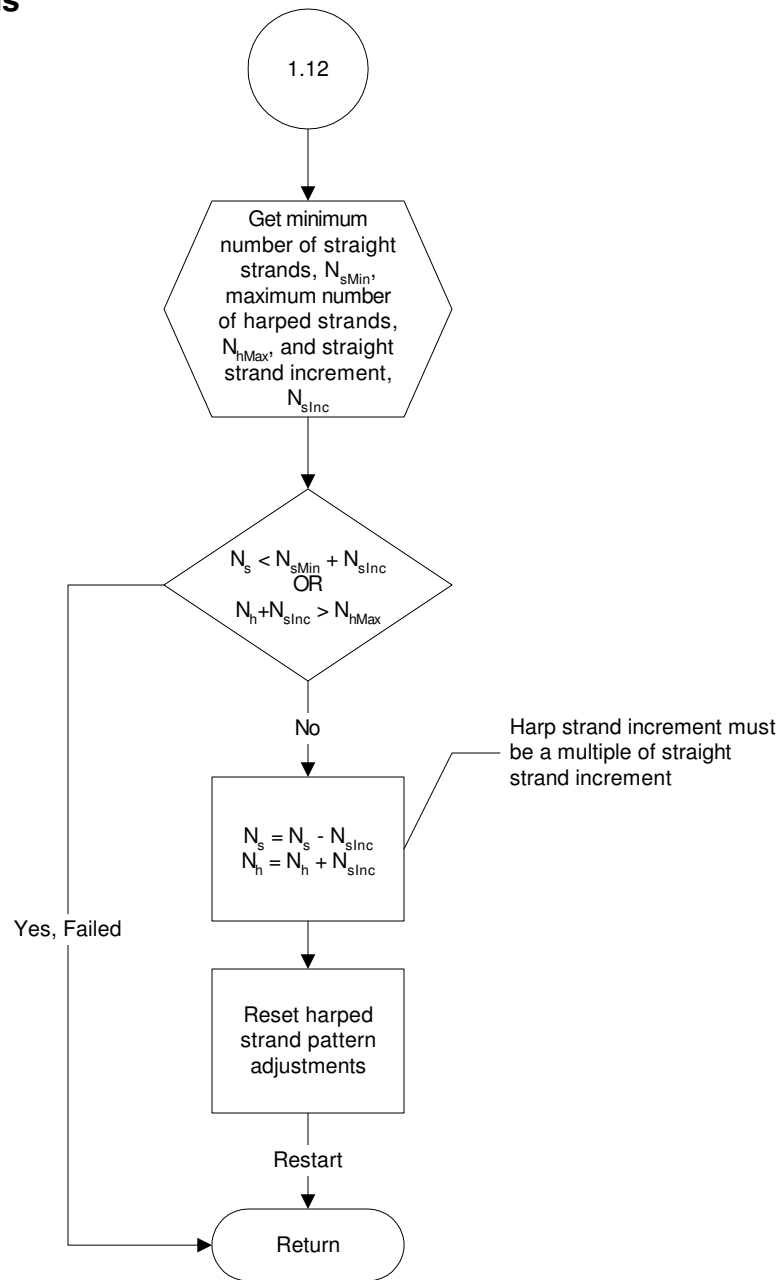 1.12
Get minimum
number of straight
strands, NsMin,
maximum number
of harped strands,
NhMax, and straight
strand increment,
NsInc
Ns < NsMin + NsInc
OR
Nh+NsInc > NhMax
No
Harp strand increment must
be a multiple of straight
strand increment
Ns = Ns - NsInc
Nh = Nh + NsInc
Yes, Failed
Reset harped
strand pattern
adjustments
Restart
Return